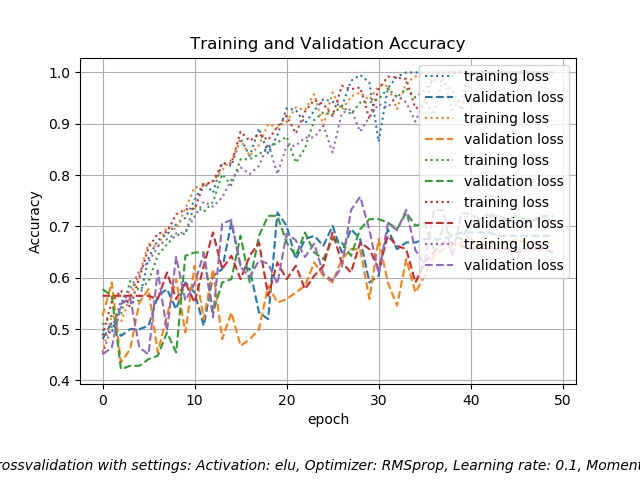 Training and Validation Accuracy
1.0
0.9
0.8
0.7
0.6
0.5
0.4
Accuracy
training loss
validation loss
training loss
validation loss
training loss
validation loss
training loss
validation loss
training loss
validation loss
0 10 20 30 40 50
epoch
rossvalidation with settings: Activation: elu, Optimizer: RMSprop, Learning rate: 0.1, Moment